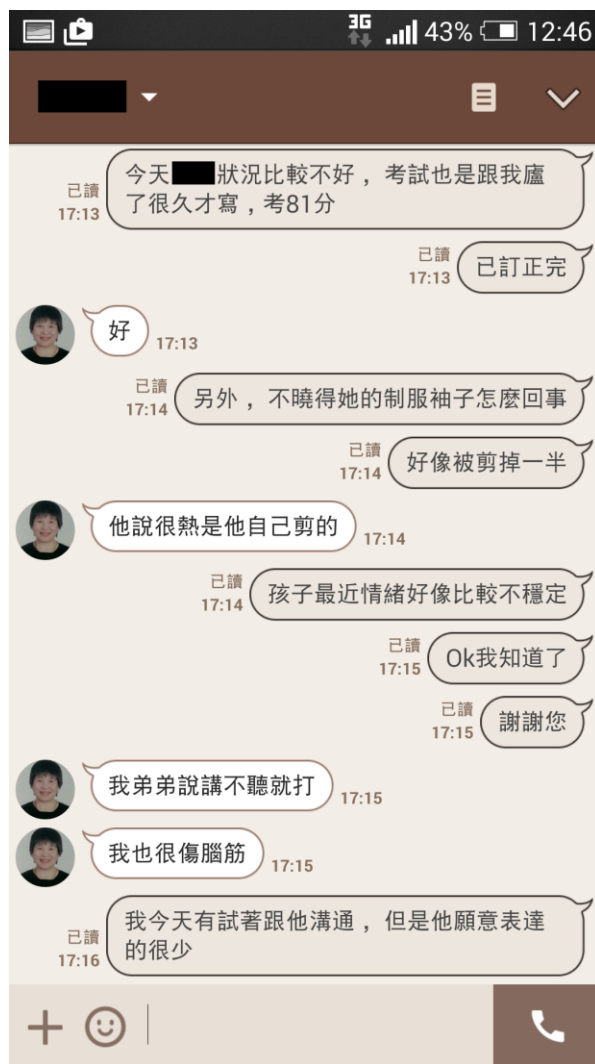 3G 43% 12:46
今天 狀況比較不好，考試也是跟我盧
了很久才寫，考81分
已讀
17:13
已訂正完
已讀
17:13
好
17:13
另外，不曉得她的制服袖子怎麼回事
已讀
17:14
好像被剪掉一半
已讀
17:14
他說很熱是他自己剪的
17:14
孩子最近情緒好像比較不穩定
已讀
17:14
Ok我知道了
已讀
17:15
謝謝您
已讀
17:15
我弟弟說講不聽就打
17:15
我也很傷腦筋
17:15
我今天有試著跟他溝通，但是他願意表達
的很少
已讀
17:16